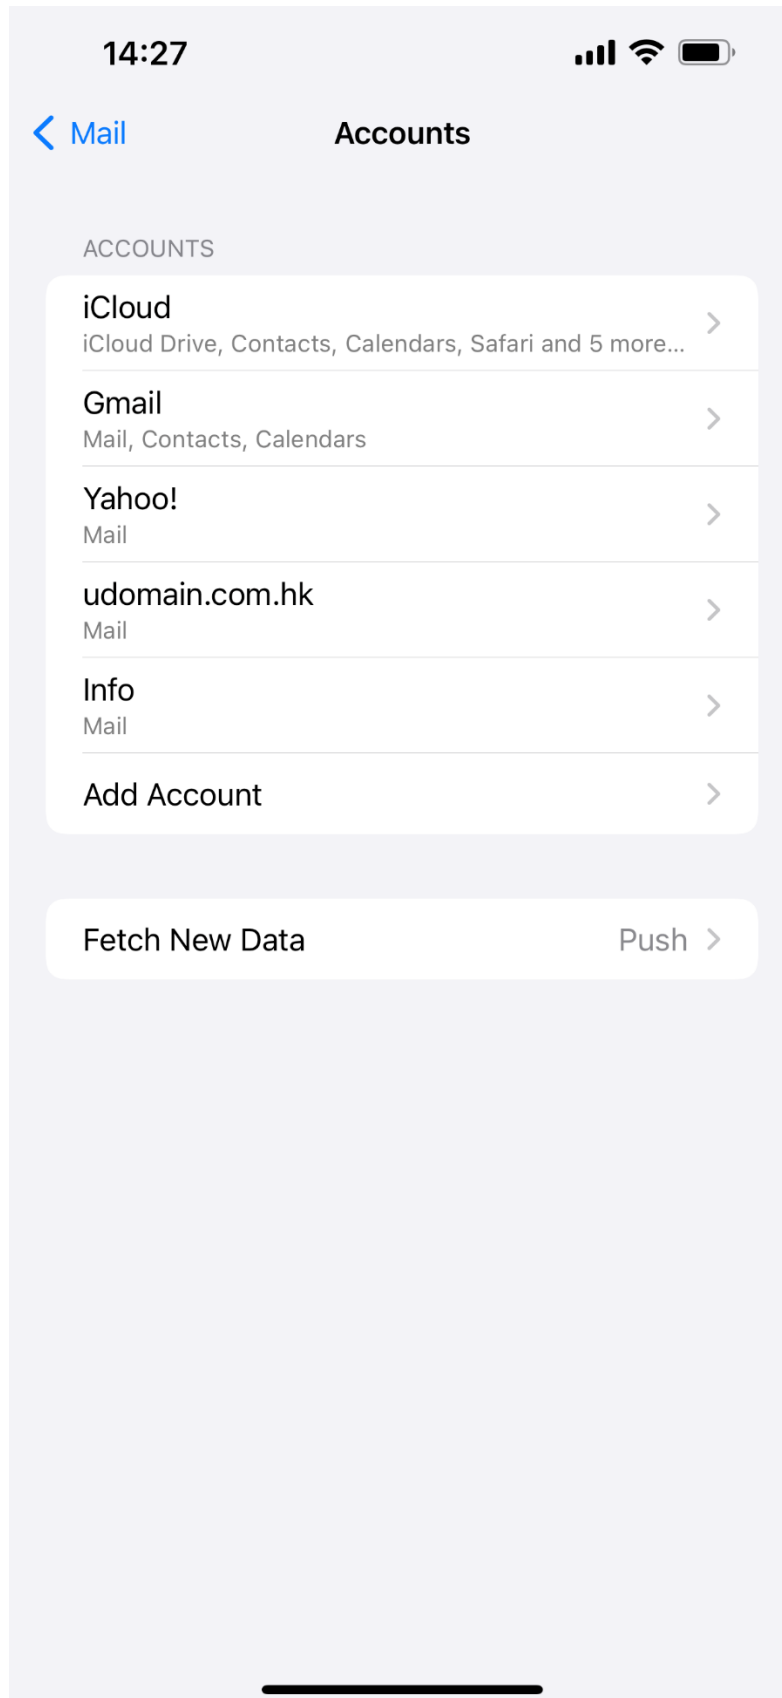 14:27
Mail
Accounts
ACCOUNTS
iCloud
iCloud Drive, Contacts, Calendars, Safari and 5 more...
Gmail
Mail, Contacts, Calendars
Yahoo!
Mail
udomain.com.hk
Mail
Info
Mail
Add Account
Fetch New Data Push